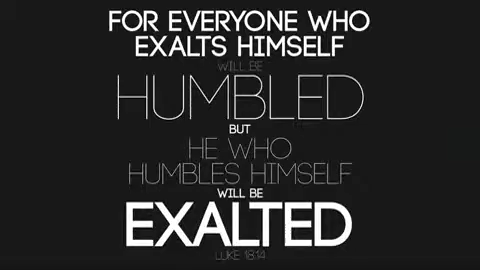 FOR EVERYONE WHO
EXALTS HIMSELF
WILL BE
HUMBLED
BUT
HE WHO
HUMBLES HIMSELF
WILL BE
EXALTED
LUKE 18:14